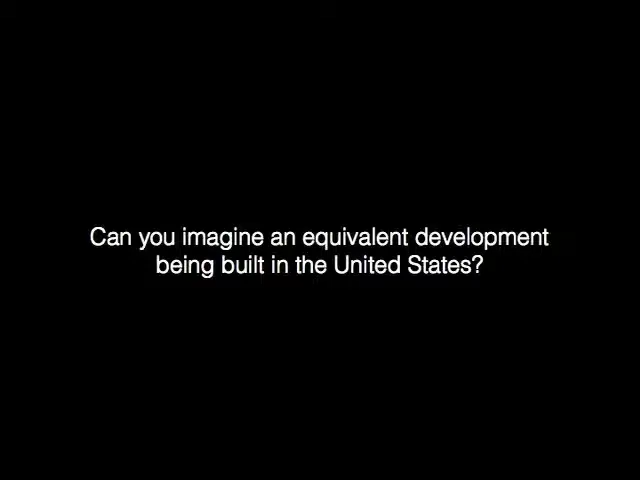 Can you imagine an equivalent development
being built in the United States?